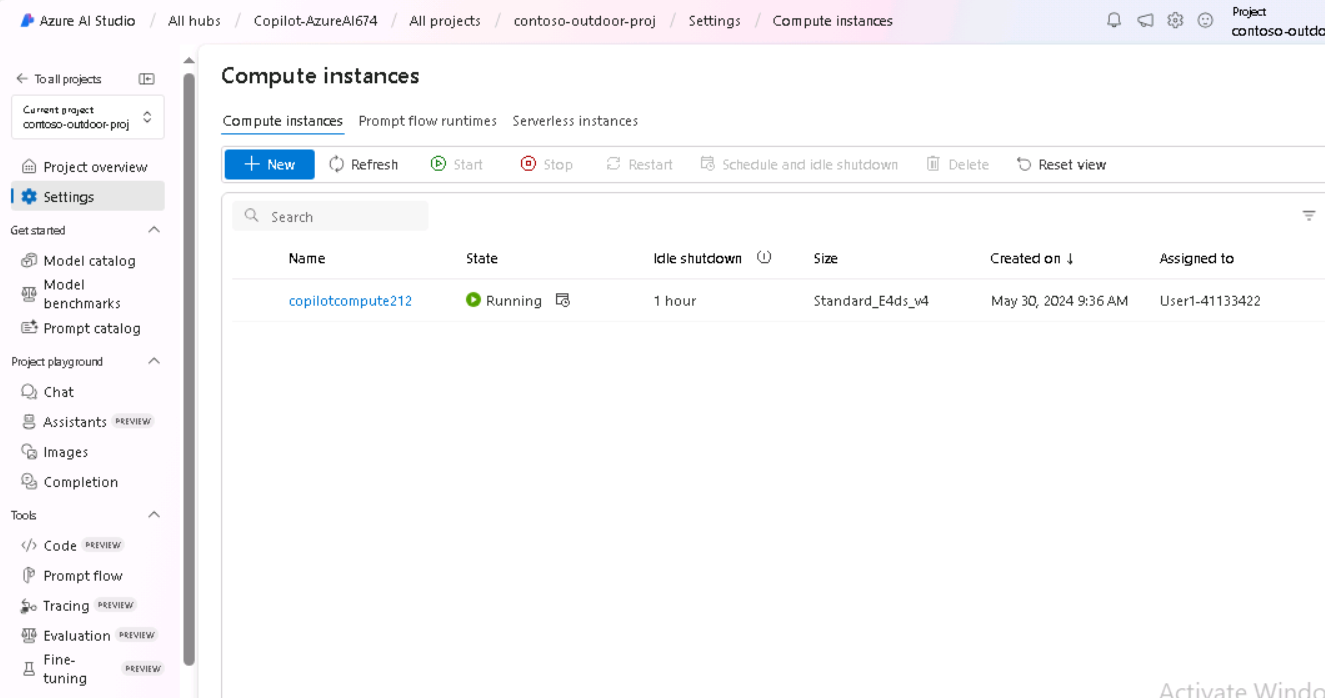 Azure AI Studio / All hubs / Copilot-AzureAI674 / All projects / contoso-outdoor-proj / Settings / Compute instances
Project
contoso-outdo
To all projects
Current project
contoso-outdoor-proj
Project overview
Settings
Get started
Model catalog
Model
benchmarks
Prompt catalog
Project playground
Chat
Assistants PREVIEW
Images
Completion
Tools
Code PREVIEW
Prompt flow
Tracing PREVIEW
Evaluation PREVIEW
Fine-
tuning PREVIEW
Compute instances
Compute instances Prompt flow runtimes Serverless instances
New Refresh Start Stop Restart Schedule and idle shutdown Delete Reset view
Search
Name State Idle shutdown Size Created on ↓ Assigned to
copilotcompute212 Running 1 hour Standard_E4ds_v4 May 30, 2024 9:36 AM User1-41133422
Activate Windo